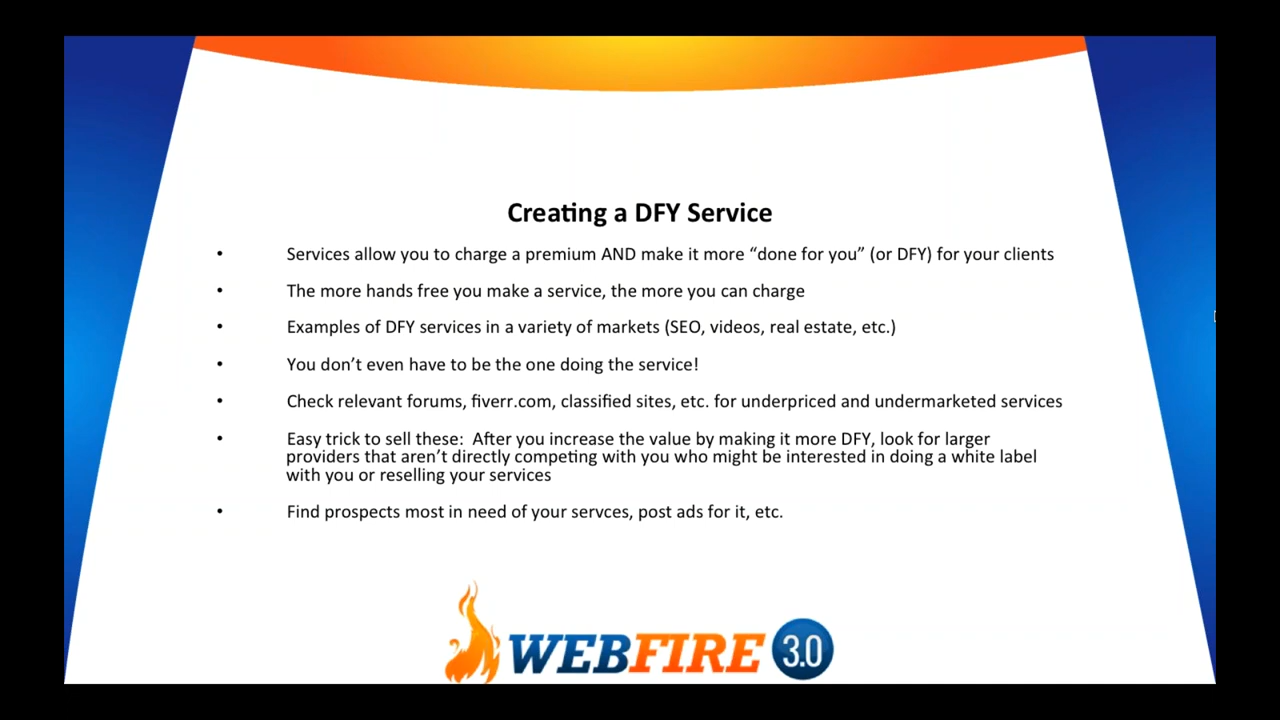 Creating a DFY Service
• Services allow you to charge a premium AND make it more “done for you” (or DFY) for your clients
• The more hands free you make a service, the more you can charge
• Examples of DFY services in a variety of markets (SEO, videos, real estate, etc.)
• You don’t even have to be the one doing the service!
• Check relevant forums, fiverr.com, classified sites, etc. for underpriced and undermarketed services
• Easy trick to sell these:  After you increase the value by making it more DFY, look for larger
providers that aren’t directly competing with you who might be interested in doing a white label
with you or reselling your services
• Find prospects most in need of your servces, post ads for it, etc.
WEBFIRE 3.0